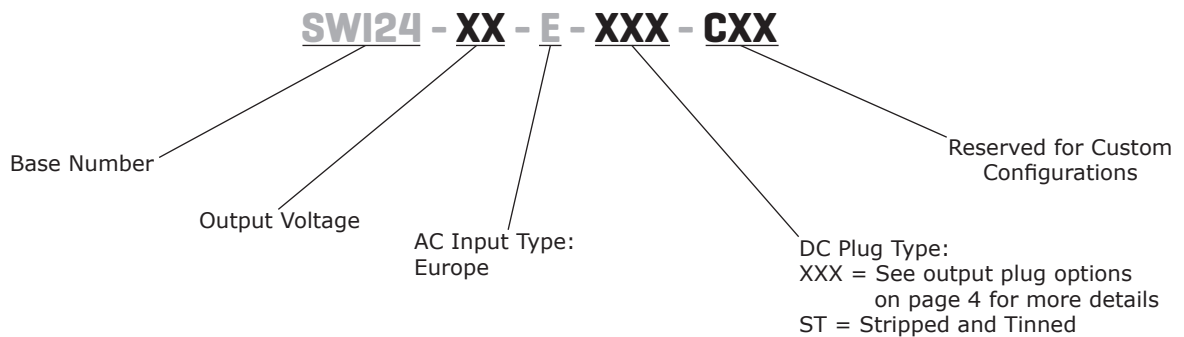 SWI24 - XX - E - XXX - CXX
Base Number
Output Voltage
AC Input Type:
Europe
DC Plug Type:
XXX = See output plug options
on page 4 for more details
ST = Stripped and Tinned
Reserved for Custom
Configurations